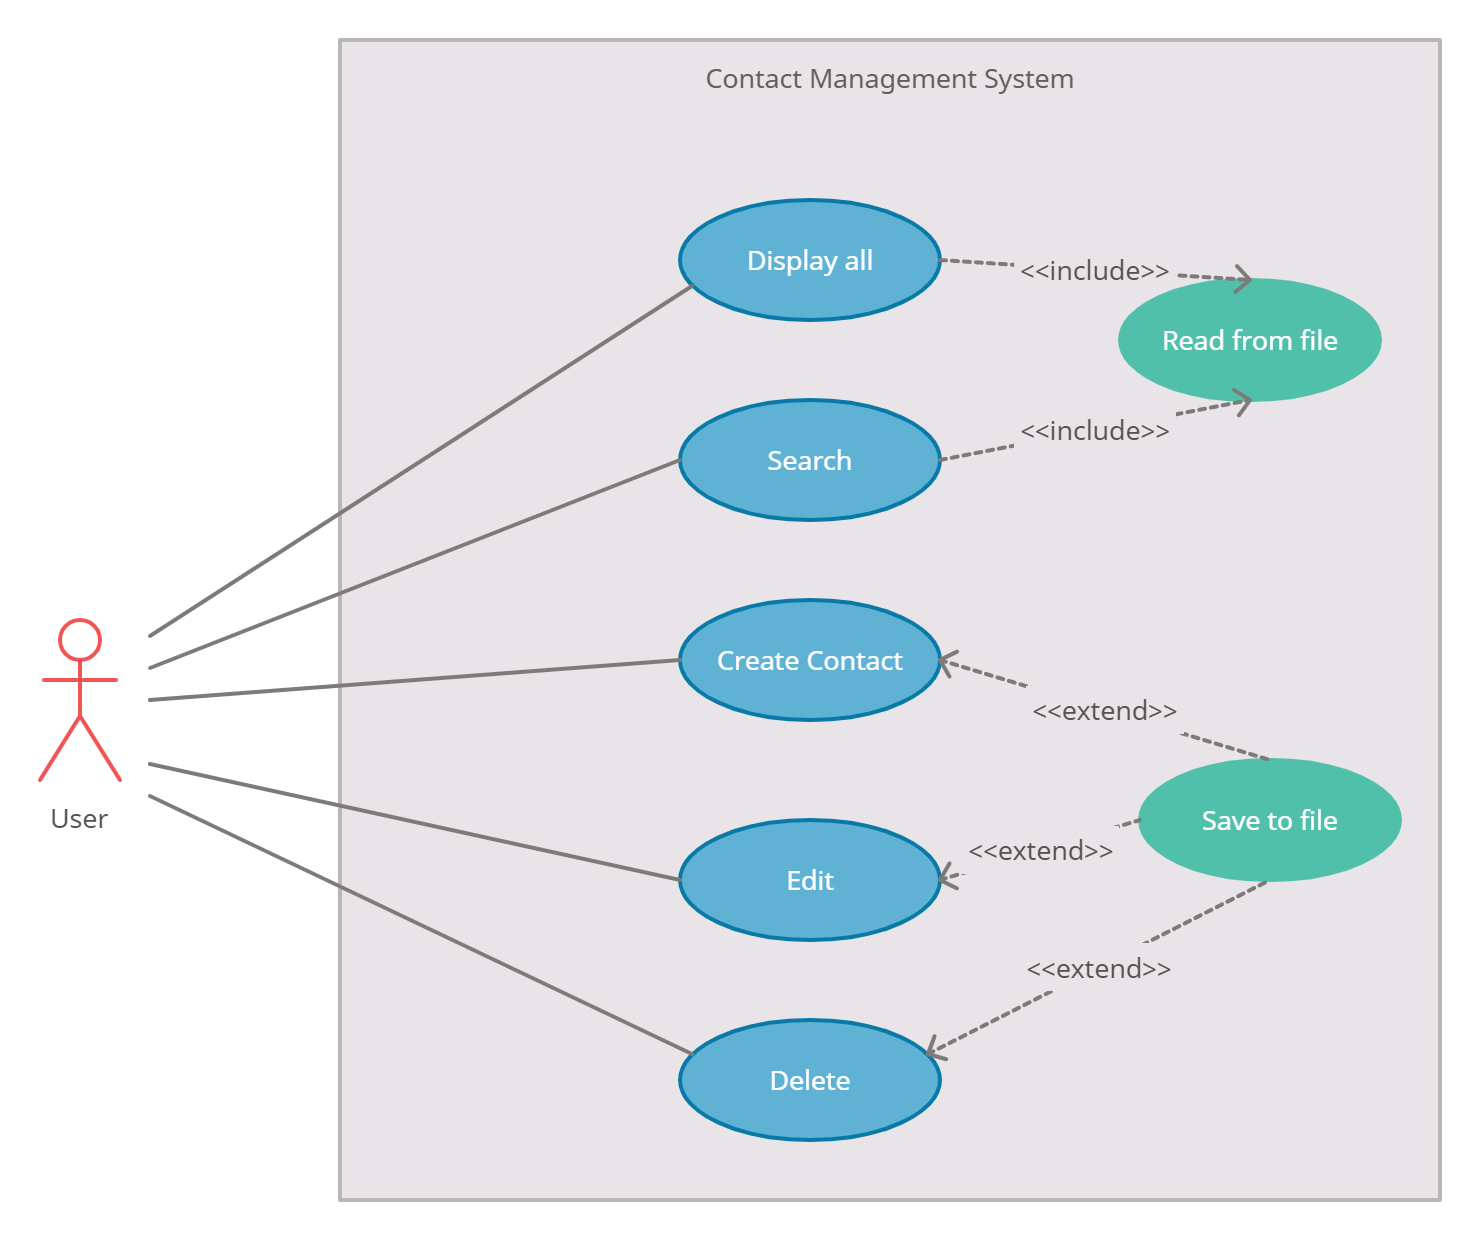 Contact Management System
Display all
<<include>>
Read from file
<<include>>
Search
Create Contact
<<extend>>
User
Save to file
<<extend>>
Edit
<<extend>>
Delete